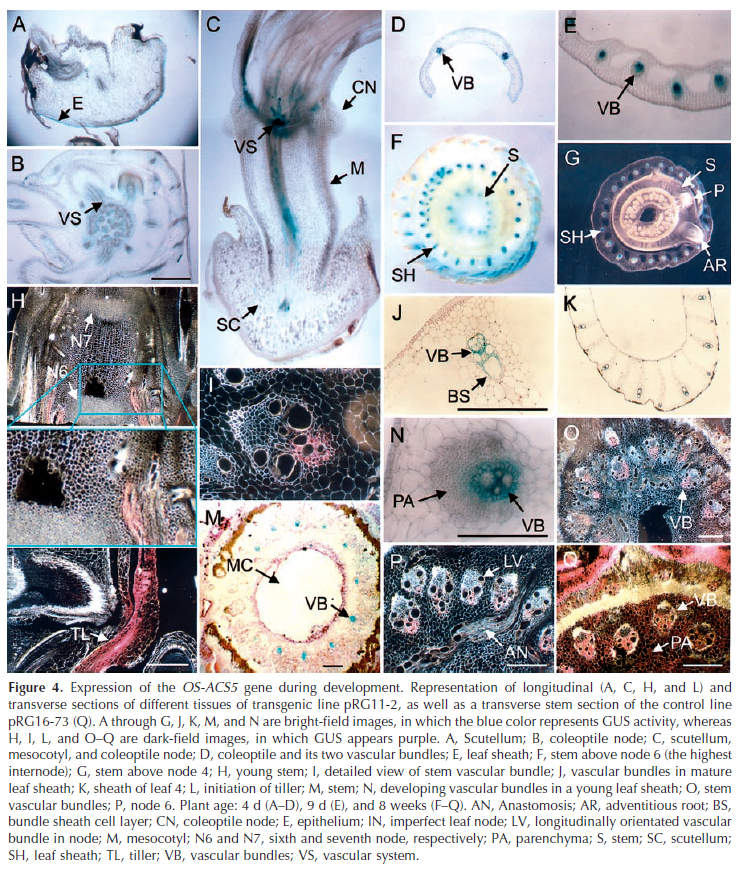 A
E
B
VS
C
CN
VS
M
SC
D
VB
E
VB
F
S
SH
G
S
P
SH
AR
H
N7
N6
I
J
VB
BS
K
L
TL
M
MC
VB
N
PA
VB
O
VB
P
LV
AN
Q
VB
PA
Figure 4. Expression of the OS-ACS5 gene during development. Representation of longitudinal (A, C, H, and L) and
transverse sections of different tissues of transgenic line pRG11-2, as well as a transverse stem section of the control line
pRG16-73 (Q). A through G, J, K, M, and N are bright-field images, in which the blue color represents GUS activity, whereas
H, I, L, and O–Q are dark-field images, in which GUS appears purple. A, Scutellum; B, coleoptile node; C, scutellum,
mesocotyl, and coleoptile node; D, coleoptile and its two vascular bundles; E, leaf sheath; F, stem above node 6 (the highest
internode); G, stem above node 4; H, young stem; I, detailed view of stem vascular bundle; J, vascular bundles in mature
leaf sheath; K, sheath of leaf 4; L, initiation of tiller; M, stem; N, developing vascular bundles in a young leaf sheath; O, stem
vascular bundles; P, node 6. Plant age: 4 d (A–D), 9 d (E), and 8 weeks (F–Q). AN, Anastomosis; AR, adventitious root; BS,
bundle sheath cell layer; CN, coleoptile node; E, epithelium; IN, imperfect leaf node; LV, longitudinally orientated vascular
bundle in node; M, mesocotyl; N6 and N7, sixth and seventh node, respectively; PA, parenchyma; S, stem; SC, scutellum;
SH, leaf sheath; TL, tiller; VB, vascular bundles; VS, vascular system.